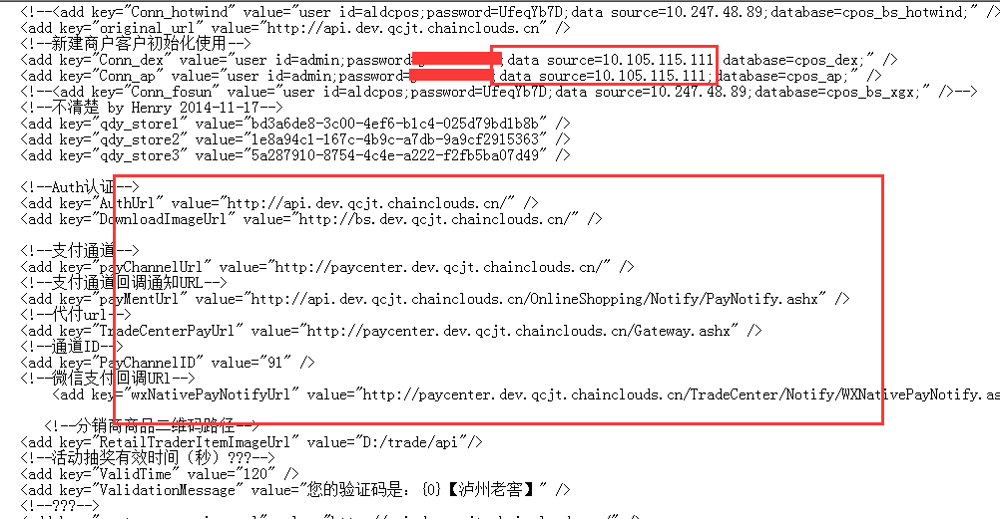 <!--<add key="Conn_hotwind" value="user id=aldcpos;password=UfeqYb7D;data source=10.247.48.89;database=cpos_bs_hotwind;" />
<add key="original_url" value="http://api.dev.qcjt.chainclouds.cn" />
<!--新建商户客户初始化使用-->
<add key="Conn_dex" value="user id=admin;password= ;data source=10.105.115.111 database=cpos_dex;" />
<add key="Conn_ap" value="user id=admin;password= ;data source=10.105.115.111;database=cpos_ap;" />
<!--<add key="Conn_fosun" value="user id=aldcpos;password=UfeqYb7D;data source=10.247.48.89;database=cpos_bs_xgx;" />-->
<!--不清楚 by Henry 2014-11-17-->
<add key="qdy_store1" value="bd3a6de8-3c00-4ef6-b1c4-025d79bd1b8b" />
<add key="qdy_store2" value="1e8a94c1-167c-4b9c-a7db-9a9cf2915363" />
<add key="qdy_store3" value="5a287910-8754-4c4e-a222-f2fb5ba07d49" />
<!--Auth认证-->
<add key="AuthUrl" value="http://api.dev.qcjt.chainclouds.cn/" />
<add key="DownloadImageUrl" value="http://bs.dev.qcjt.chainclouds.cn/" />
<!--支付通道-->
<add key="payChannelUrl" value="http://paycenter.dev.qcjt.chainclouds.cn/" />
<!--支付通道回调通知URL-->
<add key="payMentUrl" value="http://api.dev.qcjt.chainclouds.cn/OnlineShopping/Notify/PayNotify.ashx" />
<!--代付url-->
<add key="TradeCenterPayUrl" value="http://paycenter.dev.qcjt.chainclouds.cn/Gateway.ashx" />
<!--通道ID-->
<add key="PayChannelID" value="91" />
<!--微信支付回调URl-->
<add key="wxNativePayNotifyUrl" value="http://paycenter.dev.qcjt.chainclouds.cn/TradeCenter/Notify/WXNativePayNotify.as
<!--分销商商品二维码路径-->
<add key="RetailTraderItemImageUrl" value="D:/trade/api"/>
<!--活动抽奖有效时间（秒）???-->
<add key="ValidTime" value="120" />
<add key="ValidationMessage" value="您的验证码是：{0}【泸州老窖】" />
<!--???-->